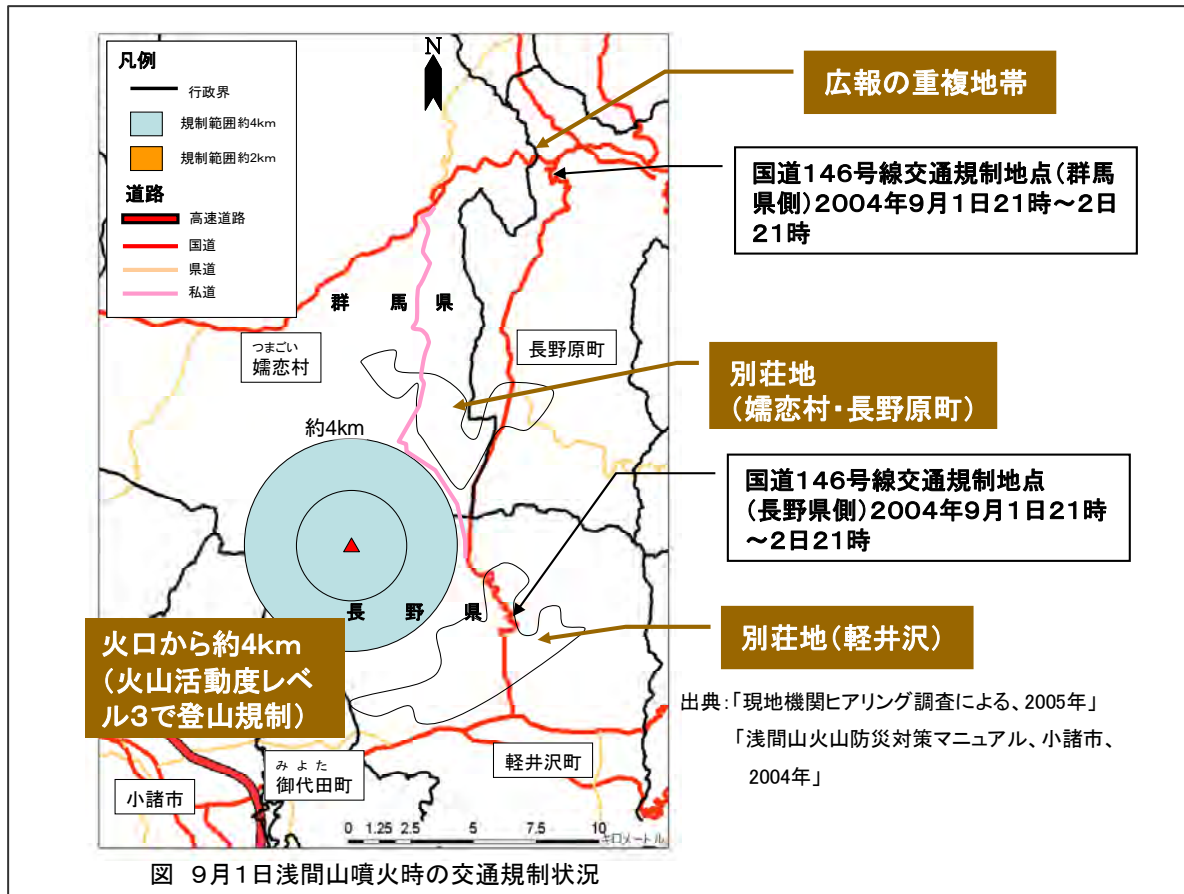 凡例
行政界
規制範囲約4km
規制範囲約2km
道路
高速道路
国道
県道
私道
N
広報の重複地帯
国道146号線交通規制地点(群馬
県側)2004年9月1日21時~2日
21時
群 馬 県
つまごい
嬬恋村
長野原町
別荘地
(嬬恋村・長野原町)
約4km
国道146号線交通規制地点
(長野県側)2004年9月1日21時
~2日21時
長 野 県
火口から約4km
(火山活動度レベ
ル3で登山規制)
別荘地(軽井沢)
出典:「現地機関ヒアリング調査による、2005年」
「浅間山火山防災対策マニュアル、小諸市、
2004年」
みよた
御代田町
軽井沢町
小諸市
0 1.25 2.5 5 7.5 10
キロメートル
図 9月1日浅間山噴火時の交通規制状況